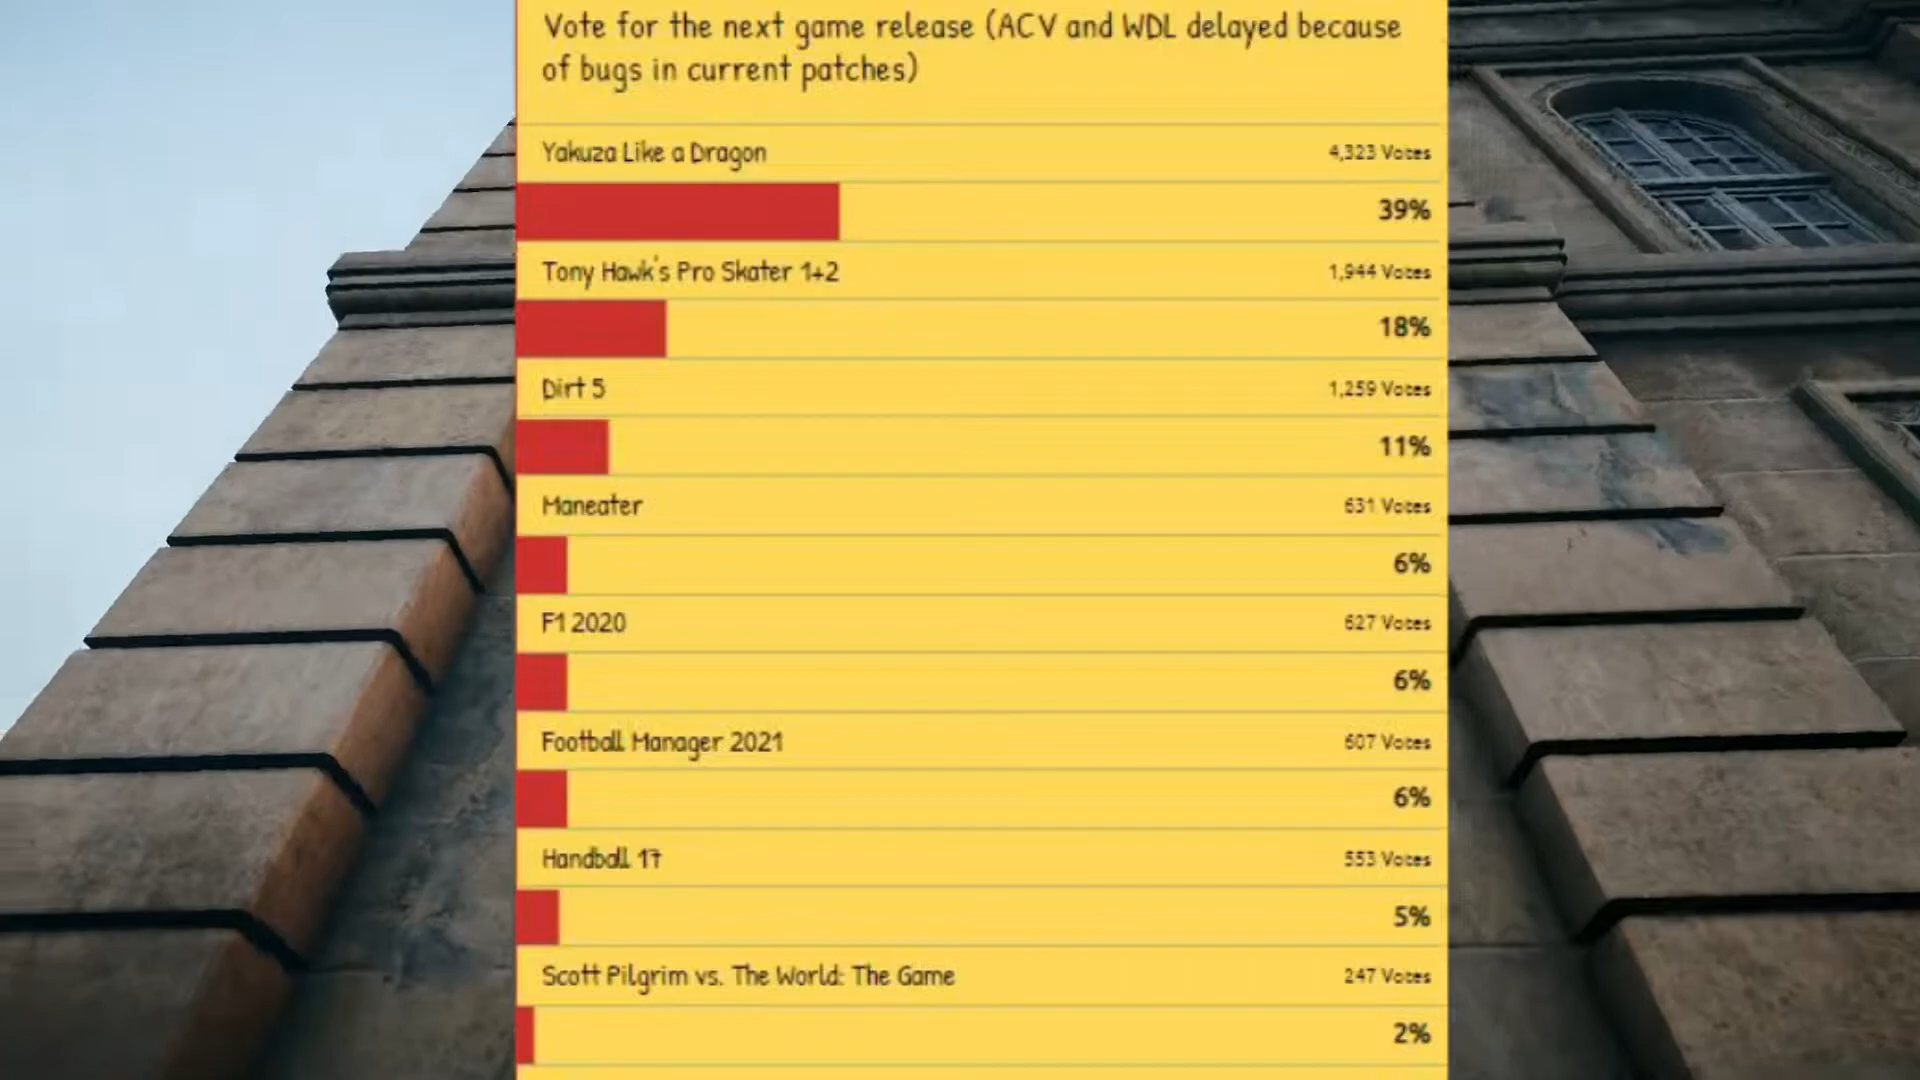 Vote for the next game release (ACV and WDL delayed because
of bugs in current patches)
Yakuza Like a Dragon 4,323 Votes
39%
Tony Hawk's Pro Skater 1+2 1,944 Votes
18%
Dirt 5 1,259 Votes
11%
Maneater 631 Votes
6%
F1 2020 627 Votes
6%
Football Manager 2021 607 Votes
6%
Handball 17 553 Votes
5%
Scott Pilgrim vs. The World: The Game 247 Votes
2%